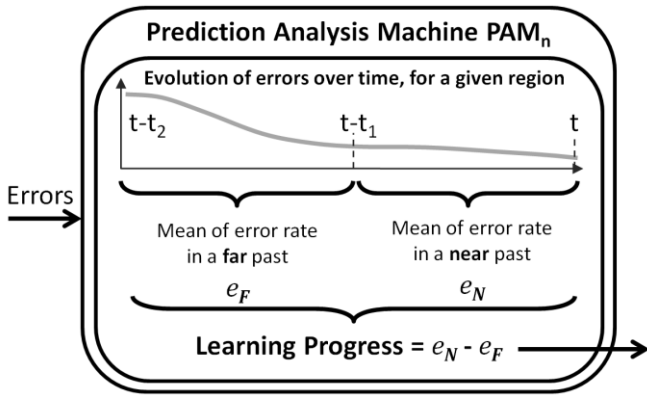 Prediction Analysis Machine PAMn
Evolution of errors over time, for a given region
t-t2 t-t1 t
Errors
Mean of error rate
in a far past
eF
Mean of error rate
in a near past
eN
Learning Progress = eN - eF